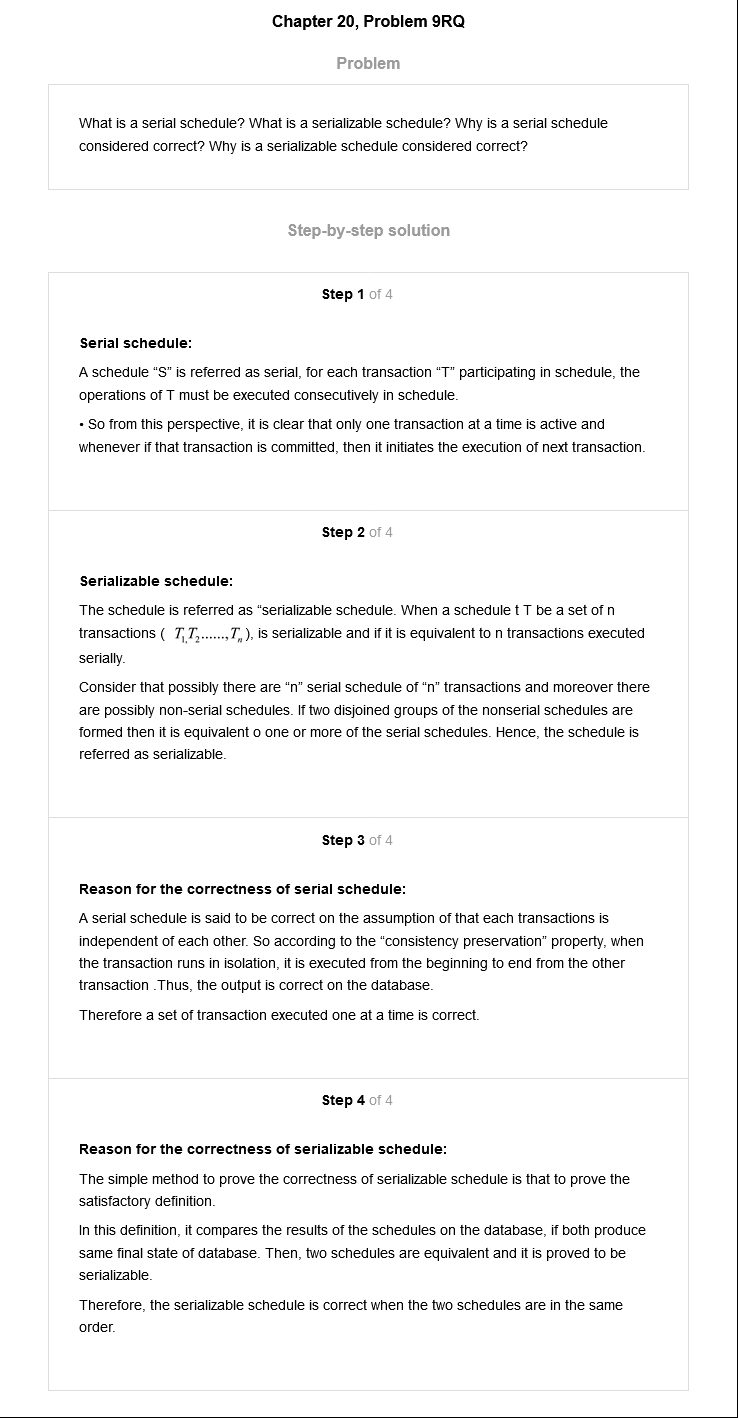 Chapter 20, Problem 9RQ
Problem
What is a serial schedule? What is a serializable schedule? Why is a serial schedule
considered correct? Why is a serializable schedule considered correct?
Step-by-step solution
Step 1 of 4
Serial schedule:
A schedule “S” is referred as serial, for each transaction “T” participating in schedule, the
operations of T must be executed consecutively in schedule.
• So from this perspective, it is clear that only one transaction at a time is active and
whenever if that transaction is committed, then it initiates the execution of next transaction.
Step 2 of 4
Serializable schedule:
The schedule is referred as “serializable schedule. When a schedule t T be a set of n
transactions ( T₁,T₂......,Tₙ), is serializable and if it is equivalent to n transactions executed
serially.
Consider that possibly there are “n” serial schedule of “n” transactions and moreover there
are possibly non-serial schedules. If two disjoined groups of the nonserial schedules are
formed then it is equivalent o one or more of the serial schedules. Hence, the schedule is
referred as serializable.
Step 3 of 4
Reason for the correctness of serial schedule:
A serial schedule is said to be correct on the assumption of that each transactions is
independent of each other. So according to the “consistency preservation” property, when
the transaction runs in isolation, it is executed from the beginning to end from the other
transaction .Thus, the output is correct on the database.
Therefore a set of transaction executed one at a time is correct.
Step 4 of 4
Reason for the correctness of serializable schedule:
The simple method to prove the correctness of serializable schedule is that to prove the
satisfactory definition.
In this definition, it compares the results of the schedules on the database, if both produce
same final state of database. Then, two schedules are equivalent and it is proved to be
serializable.
Therefore, the serializable schedule is correct when the two schedules are in the same
order.